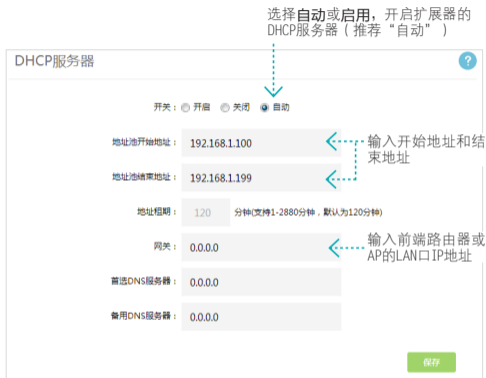 选择自动或启用，开启扩展器的
DHCP服务器（推荐“自动”）
DHCP服务器
?
开关： 开启 关闭 自动
地址池开始地址： 192.168.1.100
输入开始地址和结
束地址
地址池结束地址： 192.168.1.199
地址租期： 120 分钟(支持1-2880分钟，默认为120分钟)
网关： 0.0.0.0
输入前端路由器或
AP的LAN口IP地址
首选DNS服务器： 0.0.0.0
备用DNS服务器： 0.0.0.0
保存